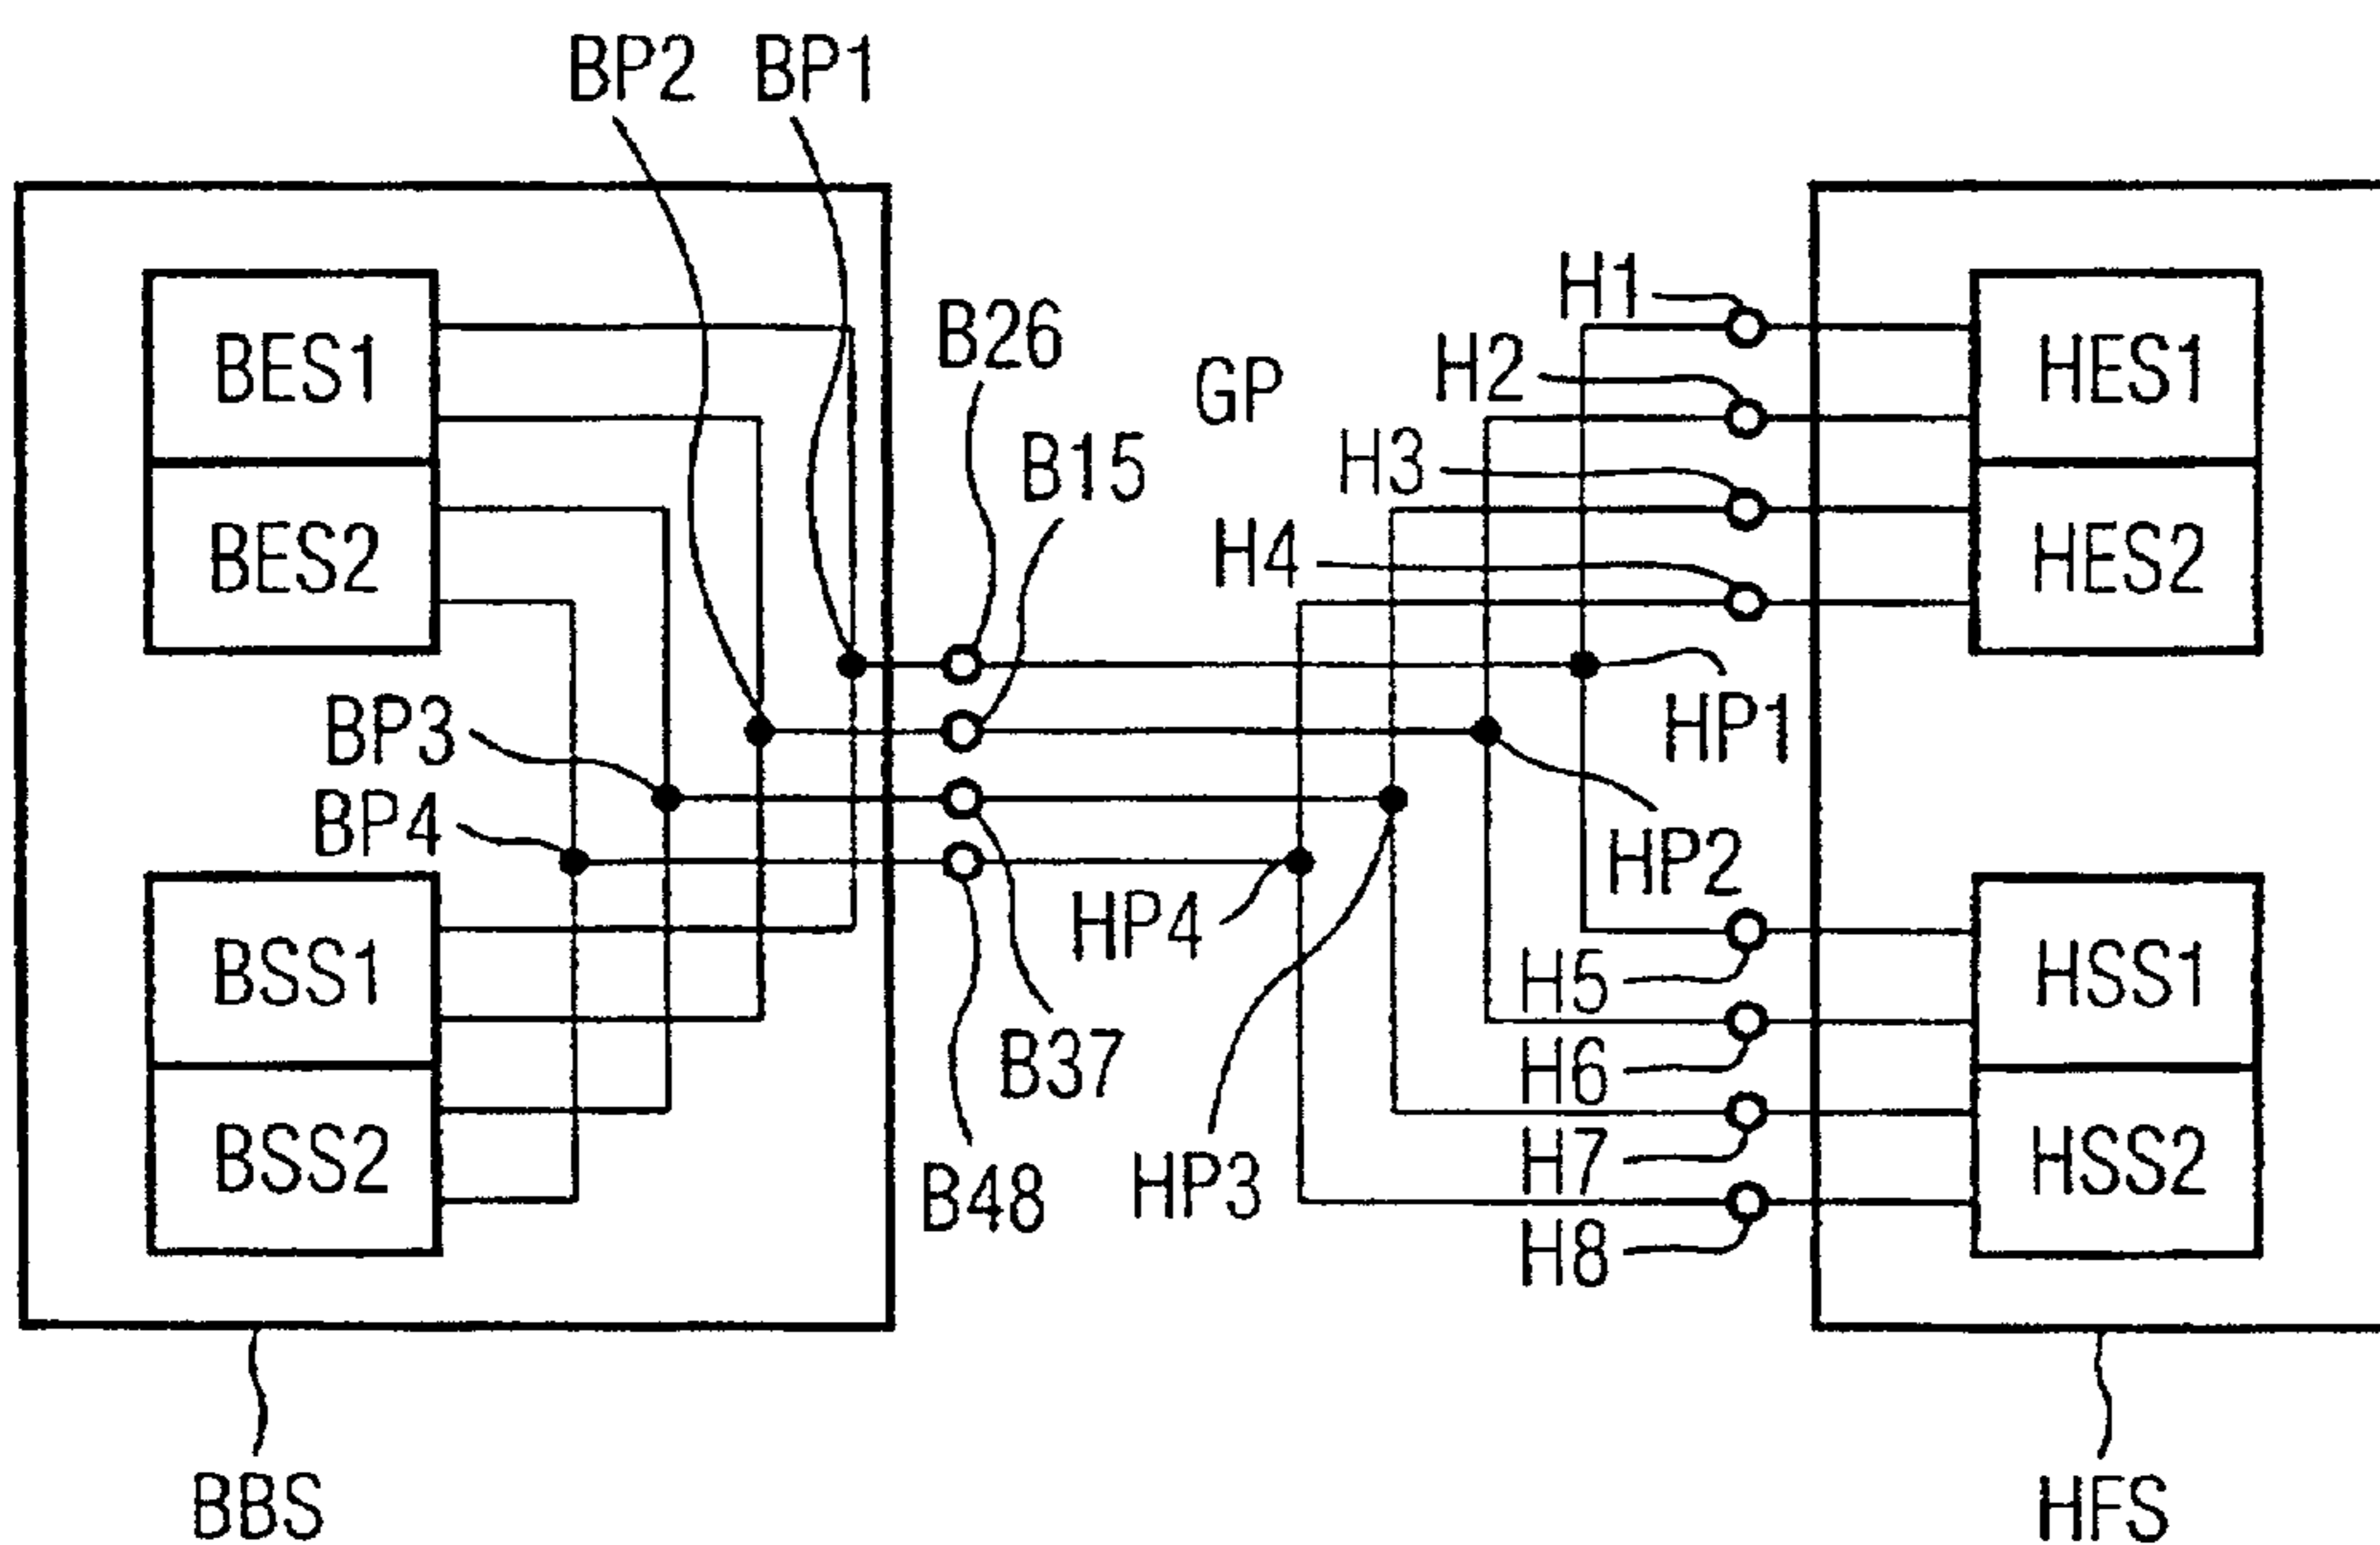 BP2 BP1
B26
H1
GP
H2
BES1
HES1
B15
H3
BES2
H4
HES2
BP3
HP1
BP4
HP2
HP4
BSS1
H5
HSS1
B37
H6
BSS2
B48
HP3
H7
HSS2
H8
BBS
HFS